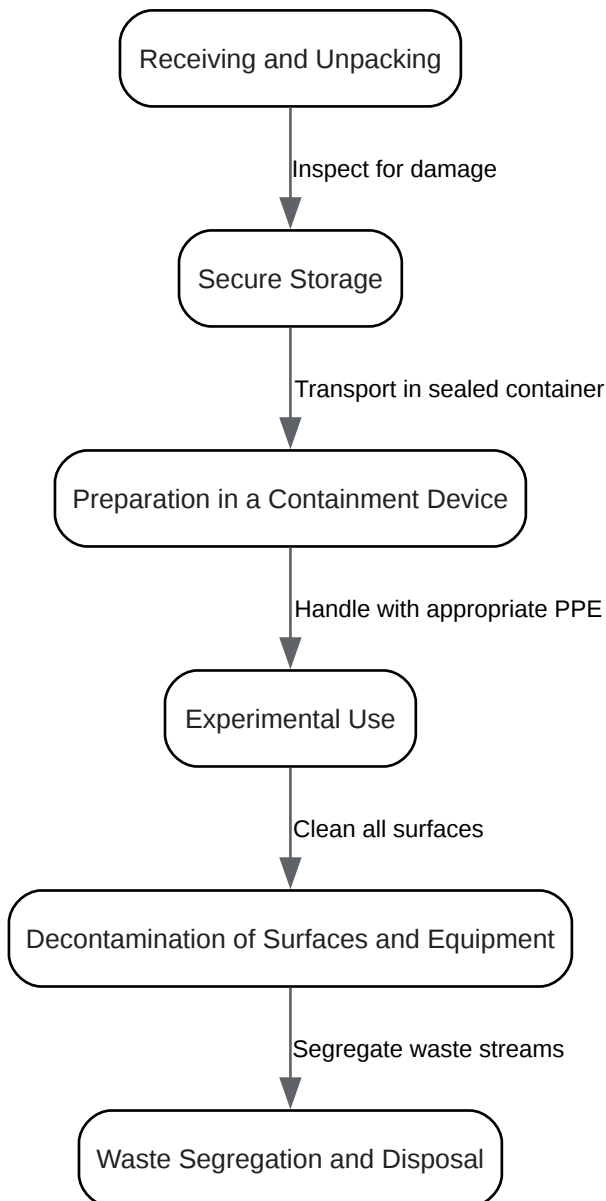 Receiving and Unpacking
Inspect for damage
Secure Storage
Transport in sealed container
Preparation in a Containment Device
Handle with appropriate PPE
Experimental Use
Clean all surfaces
Decontamination of Surfaces and Equipment
Segregate waste streams
Waste Segregation and Disposal